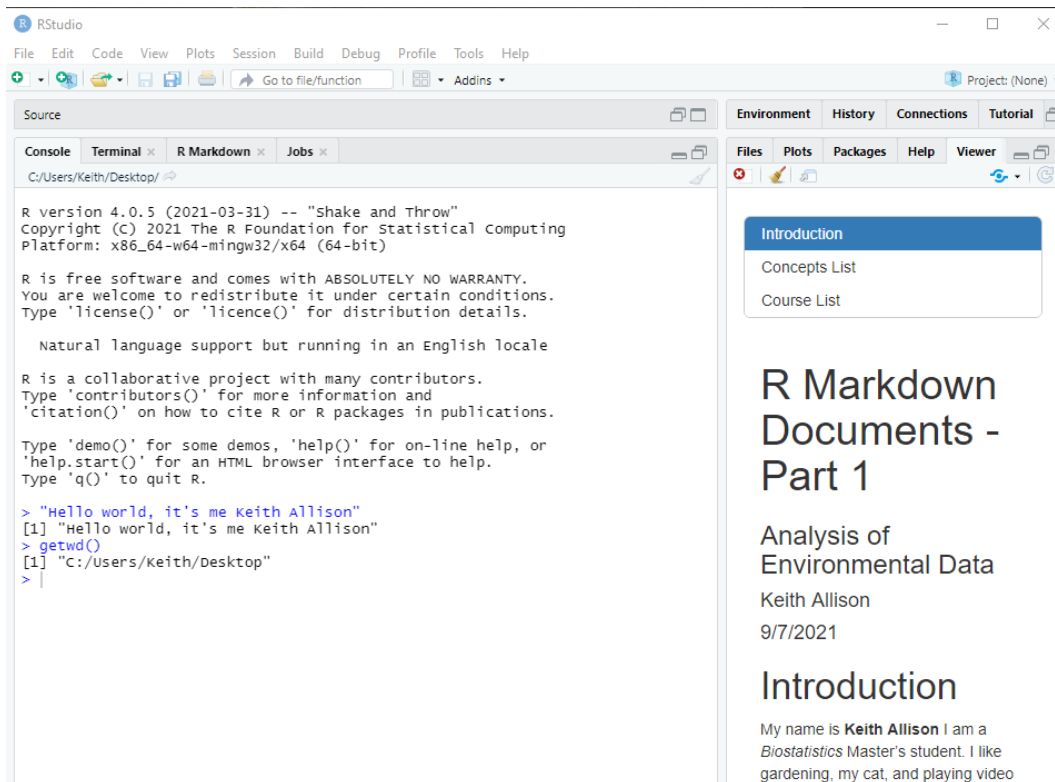 RStudio
File Edit Code View Plots Session Build Debug Profile Tools Help
Go to file/function Addins Project: (None)
Source
Console Terminal R Markdown Jobs
C:/Users/Keith/Desktop/
R version 4.0.5 (2021-03-31) -- "Shake and Throw"
Copyright (C) 2021 The R Foundation for Statistical Computing
Platform: x86_64-w64-mingw32/x64 (64-bit)
R is free software and comes with ABSOLUTELY NO WARRANTY.
You are welcome to redistribute it under certain conditions.
Type 'license()' or 'licence()' for distribution details.
Natural language support but running in an English locale
R is a collaborative project with many contributors.
Type 'contributors()' for more information and
'citation()' on how to cite R or R packages in publications.
Type 'demo()' for some demos, 'help()' for on-line help, or
'help.start()' for an HTML browser interface to help.
Type 'q()' to quit R.
> "Hello world, it's me Keith Allison"
[1] "Hello world, it's me Keith Allison"
> getwd()
[1] "C:/Users/Keith/Desktop"
>
Environment History Connections Tutorial
Files Plots Packages Help Viewer
Introduction
Concepts List
Course List
R Markdown
Documents -
Part 1
Analysis of
Environmental Data
Keith Allison
9/7/2021
Introduction
My name is Keith Allison I am a
Biostatistics Master's student. I like
gardening, my cat, and playing video